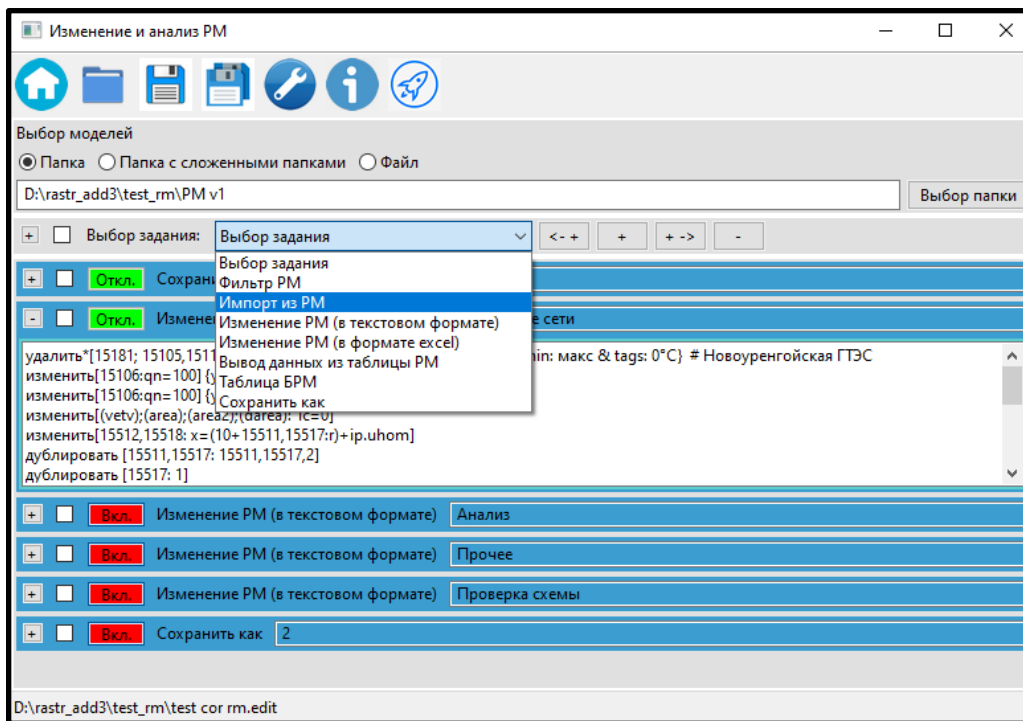 Изменение и анализ РМ
Выбор моделей
Папка Папка с сложенными папками Файл
D:\rastr_add3\test_rm\РМ v1 Выбор папки
+ Выбор задания: Выбор задания <- + + + -> -
Выбор задания
Фильтр РМ
Импорт из РМ
Изменение РМ (в текстовом формате)
Изменение РМ (в формате excel)
Вывод данных из таблицы РМ
Таблица БРМ
Сохранить как
+ Откл. Сохрани
- Откл. Изменен е сети
удалить*[15181; 15105,1511 in: макс & tags: 0°C} # Новоуренгойская ГТЭС
изменить[15106:qn=100] {y
изменить[15106:qn=100] {y
изменить[(vetv);(area);(area2);(darea): ic=0]
изменить[15512,15518: x=(10+15511,15517:r)+ip.uhom]
дублировать [15511,15517: 15511,15517,2]
дублировать [15517: 1]
+ Вкл. Изменение РМ (в текстовом формате) Анализ
+ Вкл. Изменение РМ (в текстовом формате) Прочее
+ Вкл. Изменение РМ (в текстовом формате) Проверка схемы
+ Вкл. Сохранить как 2
D:\rastr_add3\test_rm\test cor rm.edit